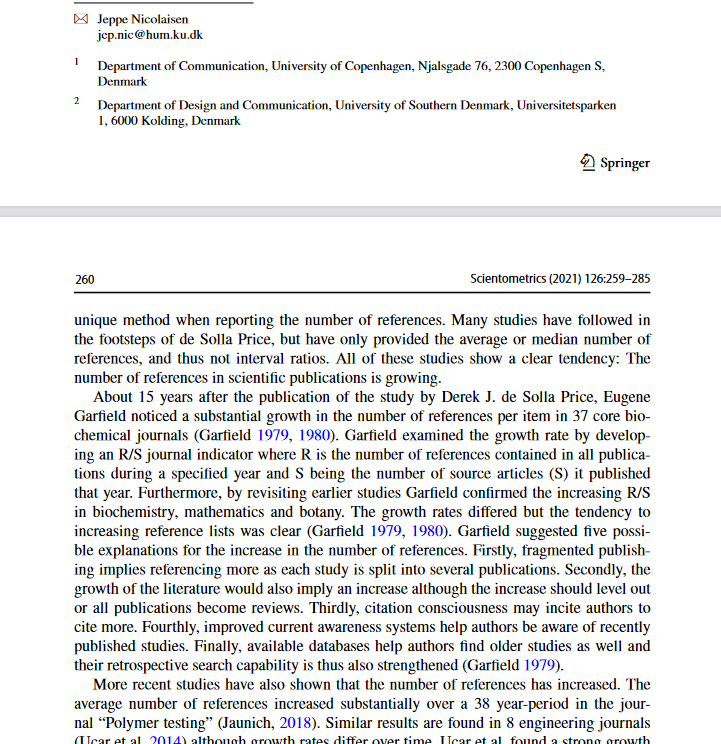 Jeppe Nicolaisen
jep.nic@hum.ku.dk
1 Department of Communication, University of Copenhagen, Njalsgade 76, 2300 Copenhagen S,
Denmark
2 Department of Design and Communication, University of Southern Denmark, Universitetsparken
1, 6000 Kolding, Denmark
Springer
260 Scientometrics (2021) 126:259–285
unique method when reporting the number of references. Many studies have followed in
the footsteps of de Solla Price, but have only provided the average or median number of
references, and thus not interval ratios. All of these studies show a clear tendency: The
number of references in scientific publications is growing.
About 15 years after the publication of the study by Derek J. de Solla Price, Eugene
Garfield noticed a substantial growth in the number of references per item in 37 core bio-
chemical journals (Garfield 1979, 1980). Garfield examined the growth rate by develop-
ing an R/S journal indicator where R is the number of references contained in all publica-
tions during a specified year and S being the number of source articles (S) it published
that year. Furthermore, by revisiting earlier studies Garfield confirmed the increasing R/S
in biochemistry, mathematics and botany. The growth rates differed but the tendency to
increasing reference lists was clear (Garfield 1979, 1980). Garfield suggested five possi-
ble explanations for the increase in the number of references. Firstly, fragmented publish-
ing implies referencing more as each study is split into several publications. Secondly, the
growth of the literature would also imply an increase although the increase should level out
or all publications become reviews. Thirdly, citation consciousness may incite authors to
cite more. Fourthly, improved current awareness systems help authors be aware of recently
published studies. Finally, available databases help authors find older studies as well and
their retrospective search capability is thus also strengthened (Garfield 1979).
More recent studies have also shown that the number of references has increased. The
average number of references increased substantially over a 38 year-period in the jour-
nal “Polymer testing” (Jaunich, 2018). Similar results are found in 8 engineering journals
(Ucar et al. 2014) although growth rates differ over time. Ucar et al. found a strong growth